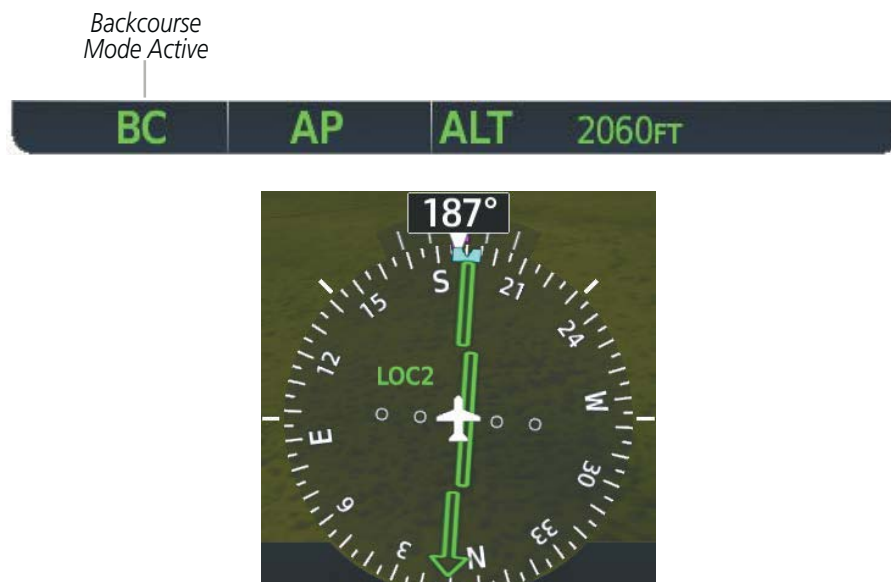 Backcourse
Mode Active
BC AP ALT 2060FT
187°
S
21
15
24
12
LOC2
W
E
30
6
33
3
N